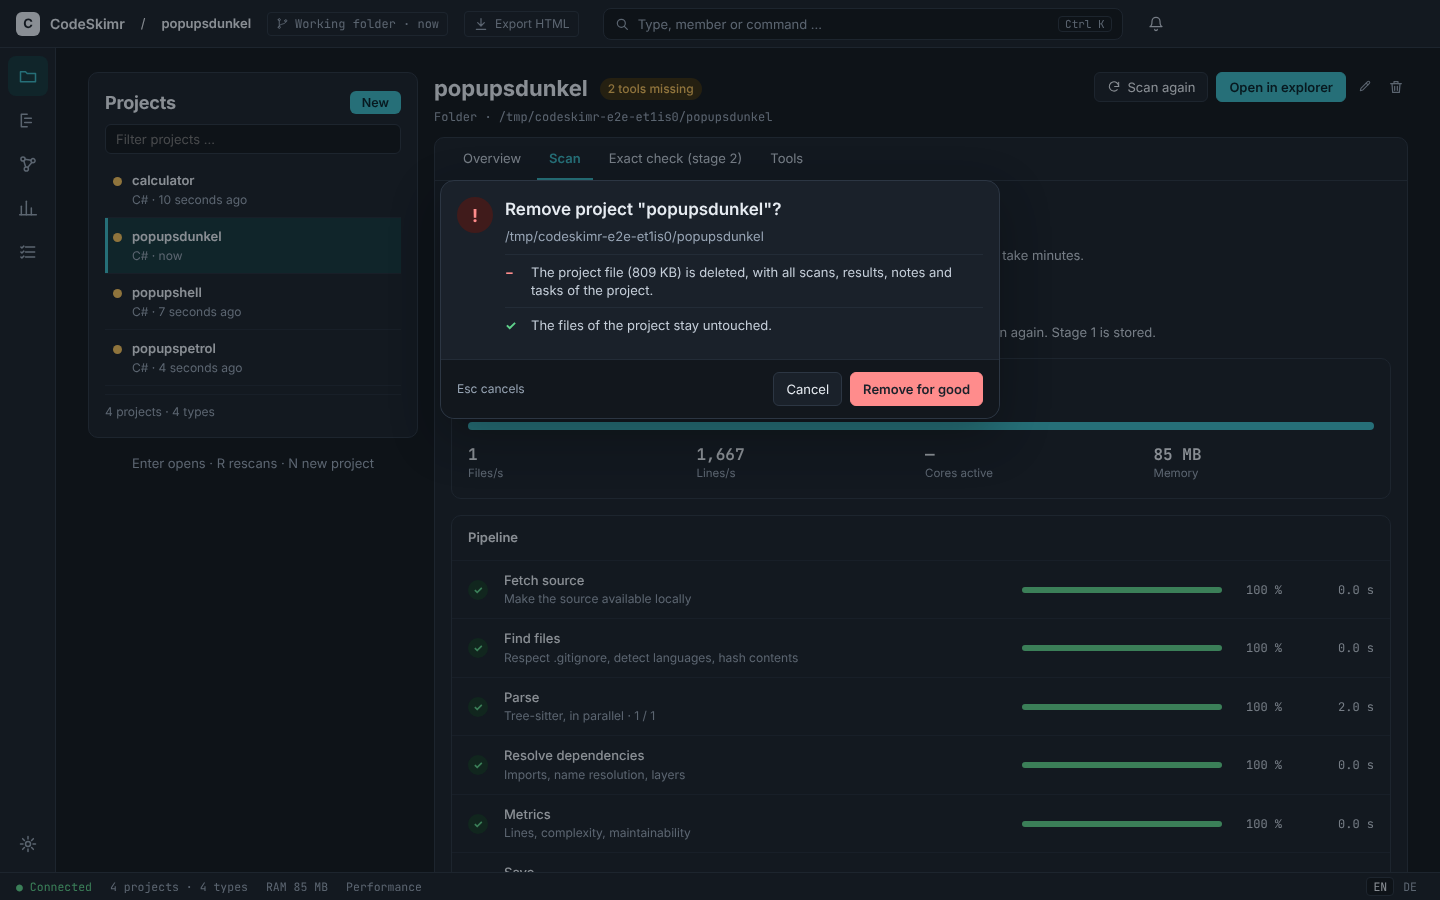 C CodeSkimr / popupsdunkel Working folder · now Export HTML Type, member or command ... Ctrl K
Projects New
Filter projects ...
calculator
C# · 10 seconds ago
popupsdunkel
C# · now
popupshell
C# · 7 seconds ago
popupspetrol
C# · 4 seconds ago
4 projects · 4 types
Enter opens · R rescans · N new project
popupsdunkel 2 tools missing Scan again Open in explorer
Folder · /tmp/codeskimr-e2e-et1is0/popupsdunkel
Overview Scan Exact check (stage 2) Tools
Remove project "popupsdunkel"?
/tmp/codeskimr-e2e-et1is0/popupsdunkel
take minutes.
– The project file (809 KB) is deleted, with all scans, results, notes and
tasks of the project.
The files of the project stay untouched.
n again. Stage 1 is stored.
Esc cancels Cancel Remove for good
1 1,667 – 85 MB
Files/s Lines/s Cores active Memory
Pipeline
Fetch source
Make the source available locally
100 % 0.0 s
Find files
Respect .gitignore, detect languages, hash contents
100 % 0.0 s
Parse
Tree-sitter, in parallel · 1 / 1
100 % 2.0 s
Resolve dependencies
Imports, name resolution, layers
100 % 0.0 s
Metrics
Lines, complexity, maintainability
100 % 0.0 s
Save
Connected 4 projects · 4 types RAM 85 MB Performance EN DE